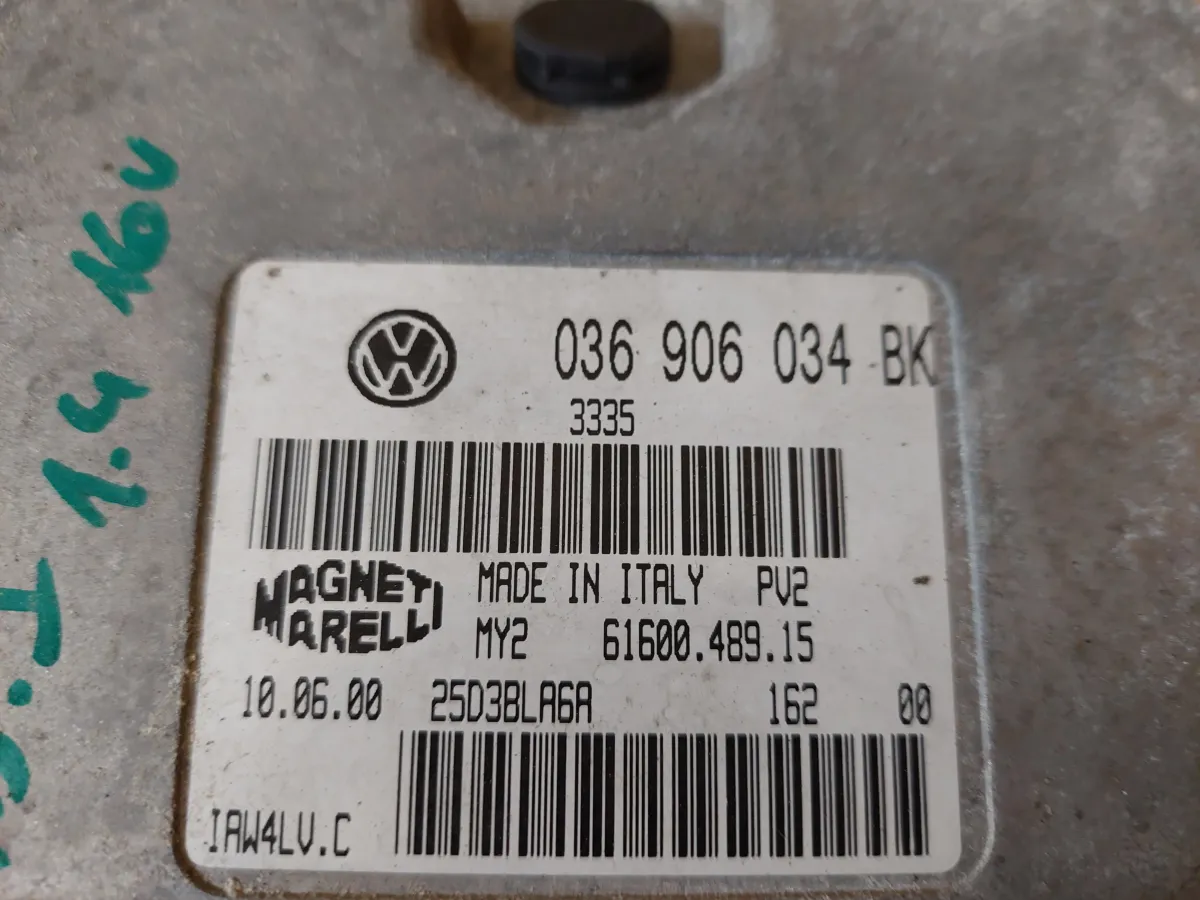 1.4 16v
036 906 034 BK
3335
MAGNETI
MARELLI
MADE IN ITALY PV2
MY2 61600.489.15
10.06.00 25D3BLA6A 162 00
IAW4LV.C